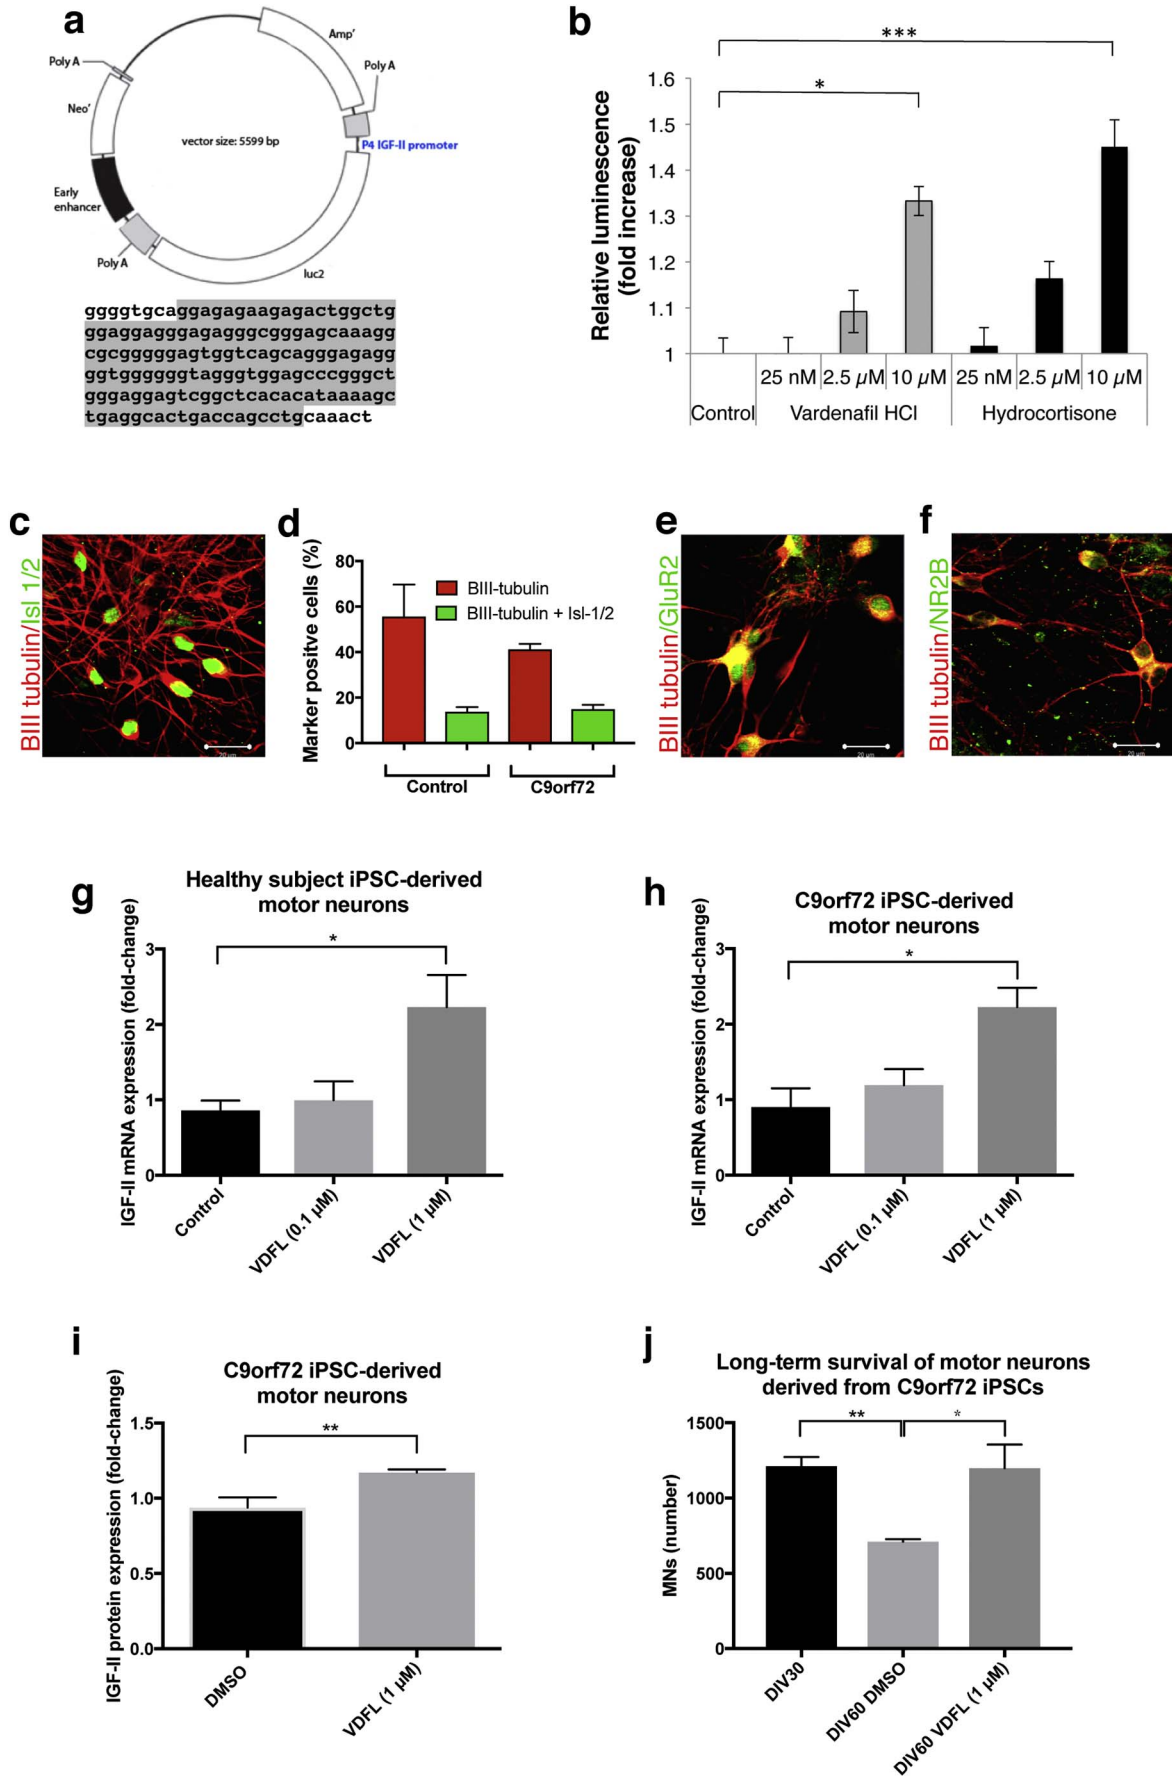 a
Amp'
Poly A
Poly A
Neo'
vector size: 5599 bp
P4 IGF-II promoter
Early
enhancer
Poly A
luc2
ggggtgcaggagagaagagactggctg
ggaggagggagagggcgggagcaaagg
cgcgggggagtggtcagcagggagagg
ggtggggggtagggtggagcccgggct
gggaggagtcggctcacacataaaagc
tgaggcactgaccagcctgcaaact
b
***
*
Relative luminescence
(fold increase)
1.6
1.5
1.4
1.3
1.2
1.1
1
25 nM 2.5 µM 10 µM 25 nM 2.5 µM 10 µM
Control Vardenafil HCl Hydrocortisone
c
BIII tubulin/Isl 1/2
20 µm
d
Marker positve cells (%)
80
60
40
20
0
BIII-tubulin
BIII-tubulin + Isl-1/2
Control C9orf72
e
BIII tubulin/GluR2
20 µm
f
BIII tubulin/NR2B
20 µm
g
Healthy subject iPSC-derived
motor neurons
IGF-II mRNA expression (fold-change)
*
3
2
1
0
Control
VDFL (0.1 µM)
VDFL (1 µM)
h
C9orf72 iPSC-derived
motor neurons
IGF-II mRNA expression (fold-change)
*
3
2
1
0
Control
VDFL (0.1 µM)
VDFL (1 µM)
i
C9orf72 iPSC-derived
motor neurons
IGF-II protein expression (fold-change)
**
1.5
1.0
0.5
0.0
DMSO
VDFL (1 µM)
j
Long-term survival of motor neurons
derived from C9orf72 iPSCs
MNs (number)
** *
1500
1000
500
0
DIV30
DIV60 DMSO
DIV60 VDFL (1 µM)